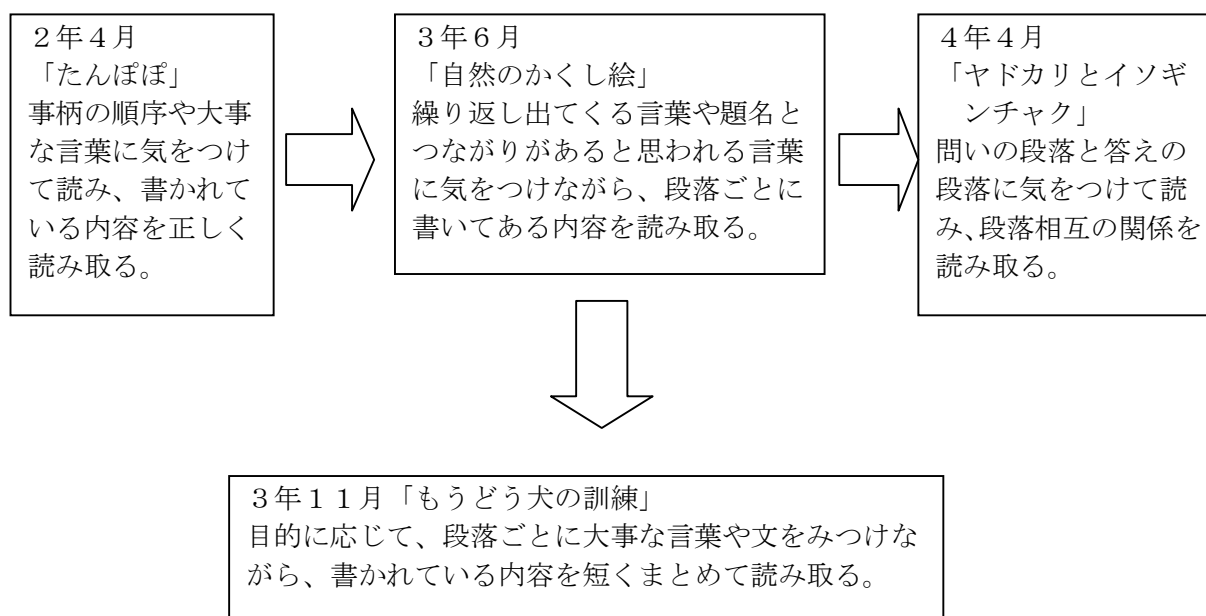 ２年４月
「たんぽぽ」
事柄の順序や大事
な言葉に気をつけ
て読み、書かれて
いる内容を正しく
読み取る。
３年６月
「自然のかくし絵」
繰り返し出てくる言葉や題名と
つながりがあると思われる言葉
に気をつけながら、段落ごとに
書いてある内容を読み取る。
４年４月
「ヤドカリとイソギ
ンチャク」
問いの段落と答えの
段落に気をつけて読
み、段落相互の関係を
読み取る。
３年１１月「もうどう犬の訓練」
目的に応じて、段落ごとに大事な言葉や文をみつけな
がら、書かれている内容を短くまとめて読み取る。